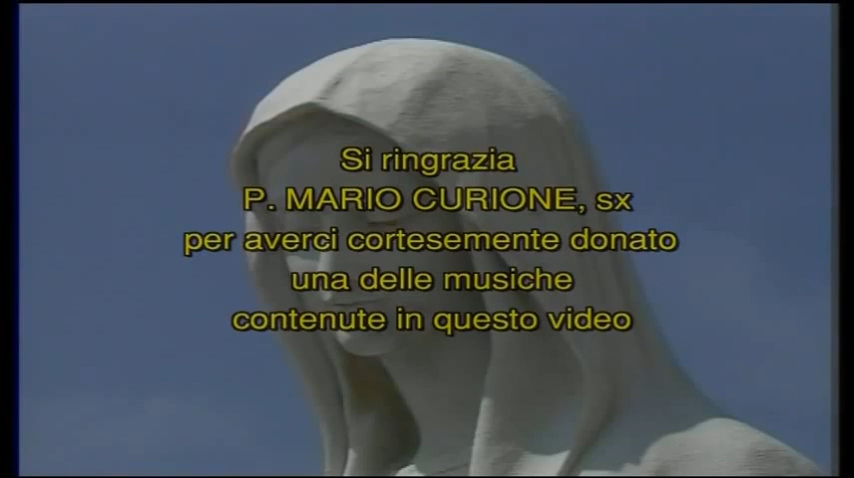 Si ringrazia
P. MARIO CURIONE, sx
per averci cortesemente donato
una delle musiche
contenute in questo video